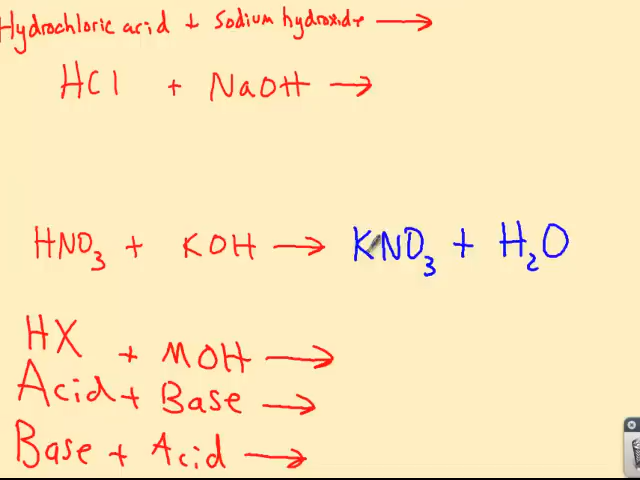 Hydrochloric acid + Sodium hydroxide →
HCl + NaOH →
HNO₃ + KOH → KNO₃ + H₂O
HX + MOH →
Acid + Base →
Base + Acid →